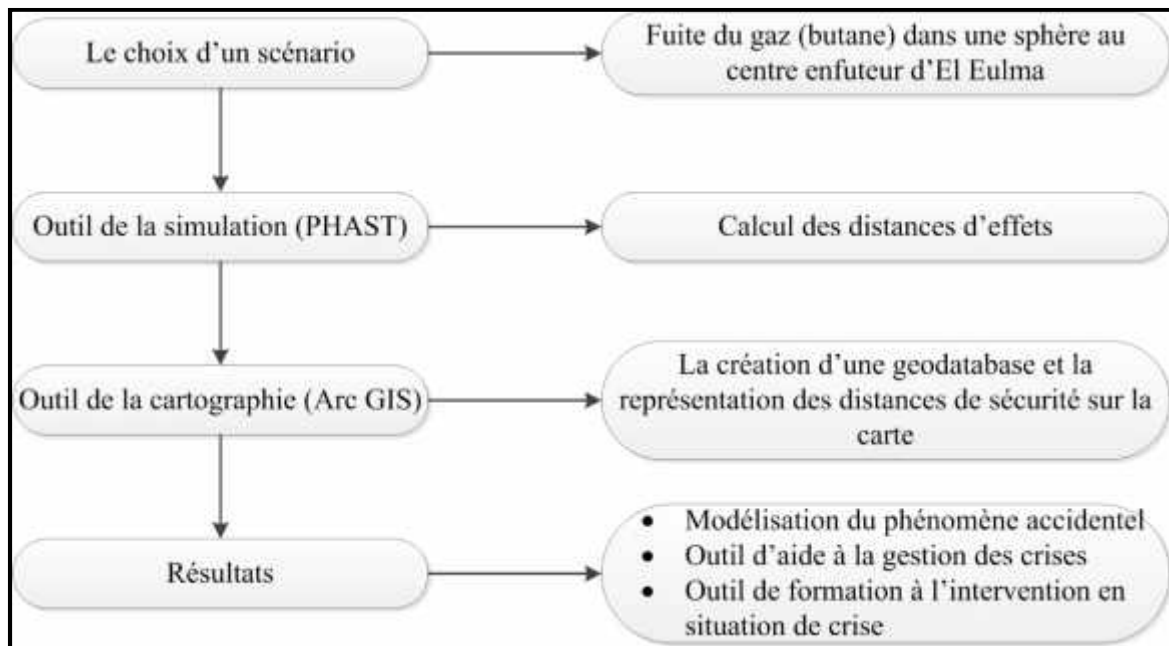 Le choix d’un scénario
Fuite du gaz (butane) dans une sphère au
centre enfuteur d’El Eulma
Outil de la simulation (PHAST)
Calcul des distances d’effets
Outil de la cartographie (Arc GIS)
La création d’une geodatabase et la
représentation des distances de sécurité sur la
carte
Résultats
• Modélisation du phénomène accidentel
• Outil d’aide à la gestion des crises
• Outil de formation à l’intervention en
situation de crise